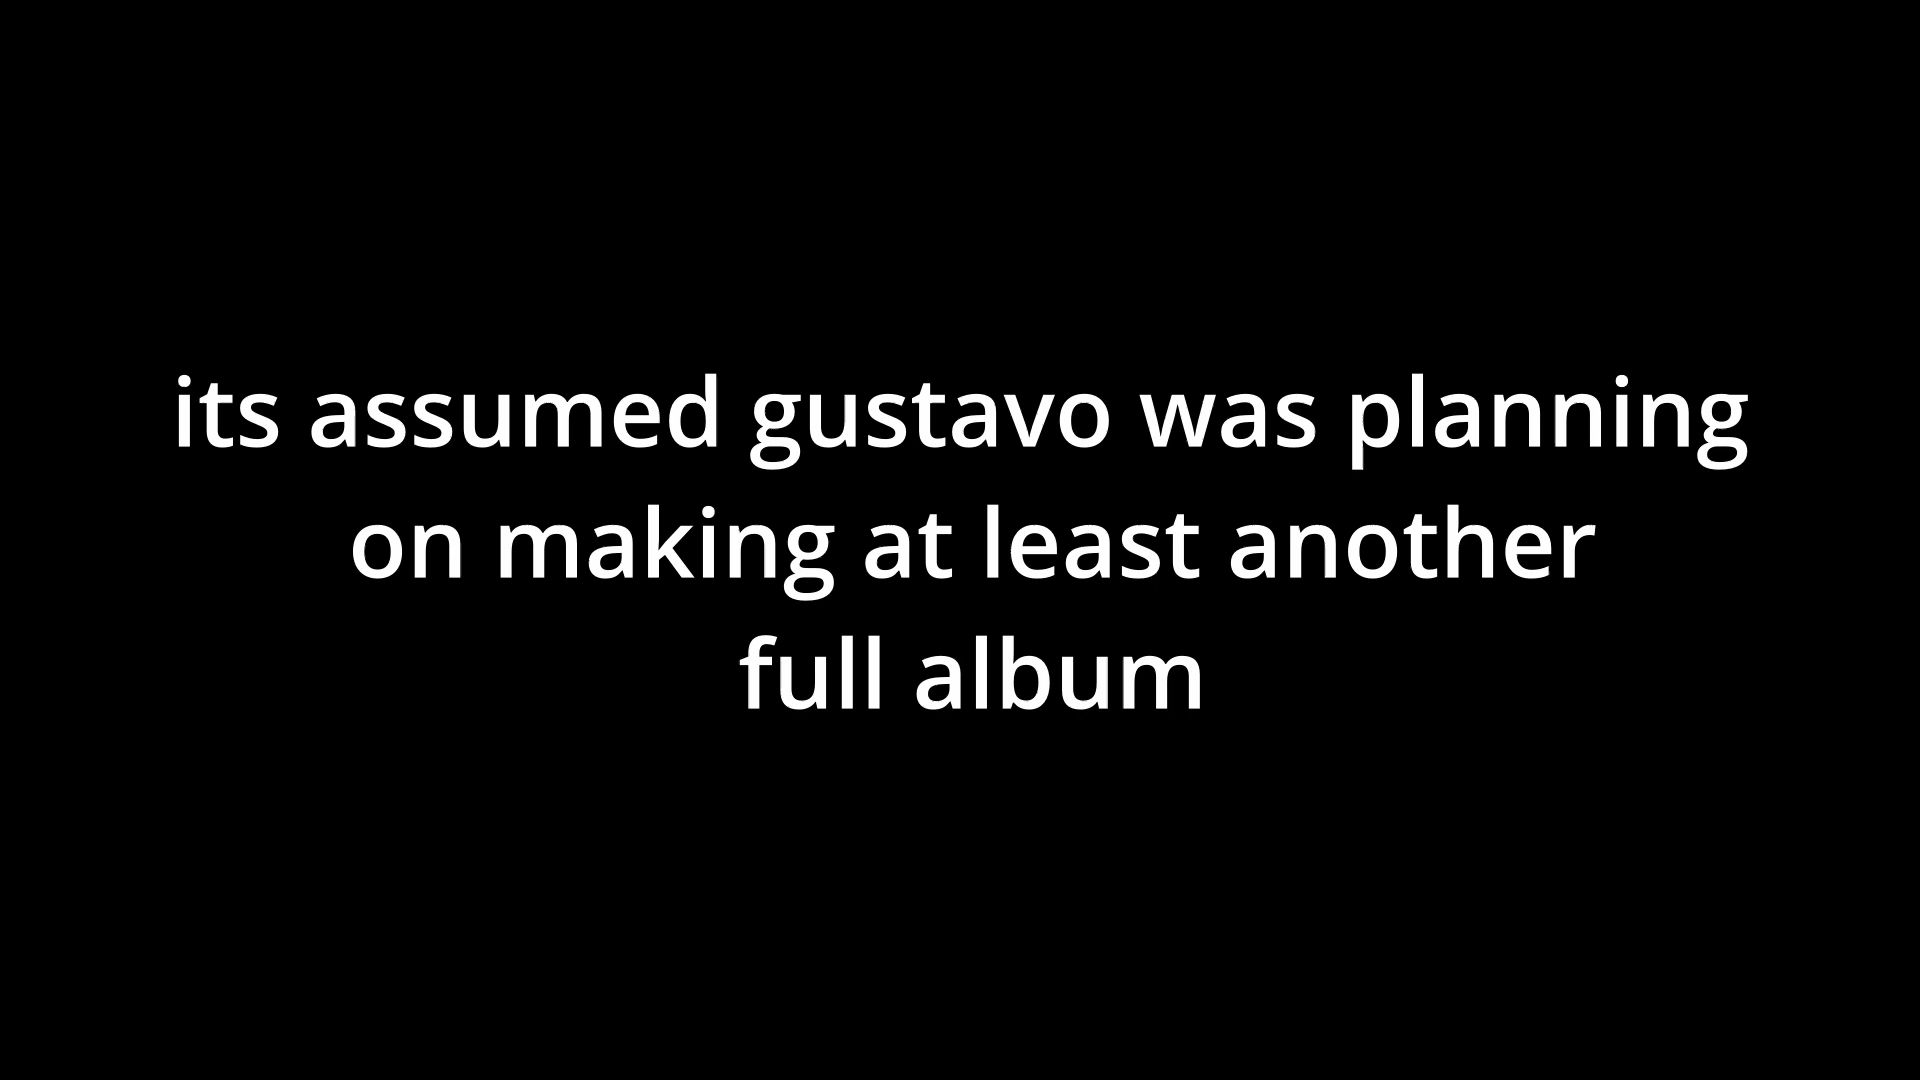 its assumed gustavo was planning
on making at least another
full album